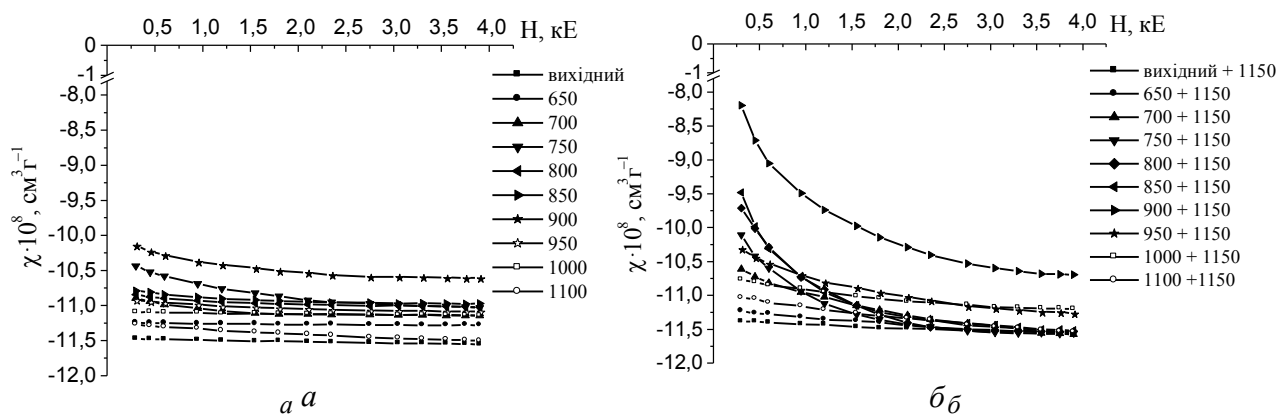 0,5 1,0 1,5 2,0 2,5 3,0 3,5 4,0 Н, кЕ
0
-1
-8,0
-8,5
-9,0
-9,5
-10,0
-10,5
-11,0
-11,5
-12,0
χ·10⁸, см³г⁻¹
вихідний
650
700
750
800
850
900
950
1000
1100
а а
0,5 1,0 1,5 2,0 2,5 3,0 3,5 4,0 Н, кЕ
0
-1
-8,0
-8,5
-9,0
-9,5
-10,0
-10,5
-11,0
-11,5
-12,0
χ·10⁸, см³г⁻¹
вихідний + 1150
650 + 1150
700 + 1150
750 + 1150
800 + 1150
850 + 1150
900 + 1150
950 + 1150
1000 + 1150
1100 +1150
б б